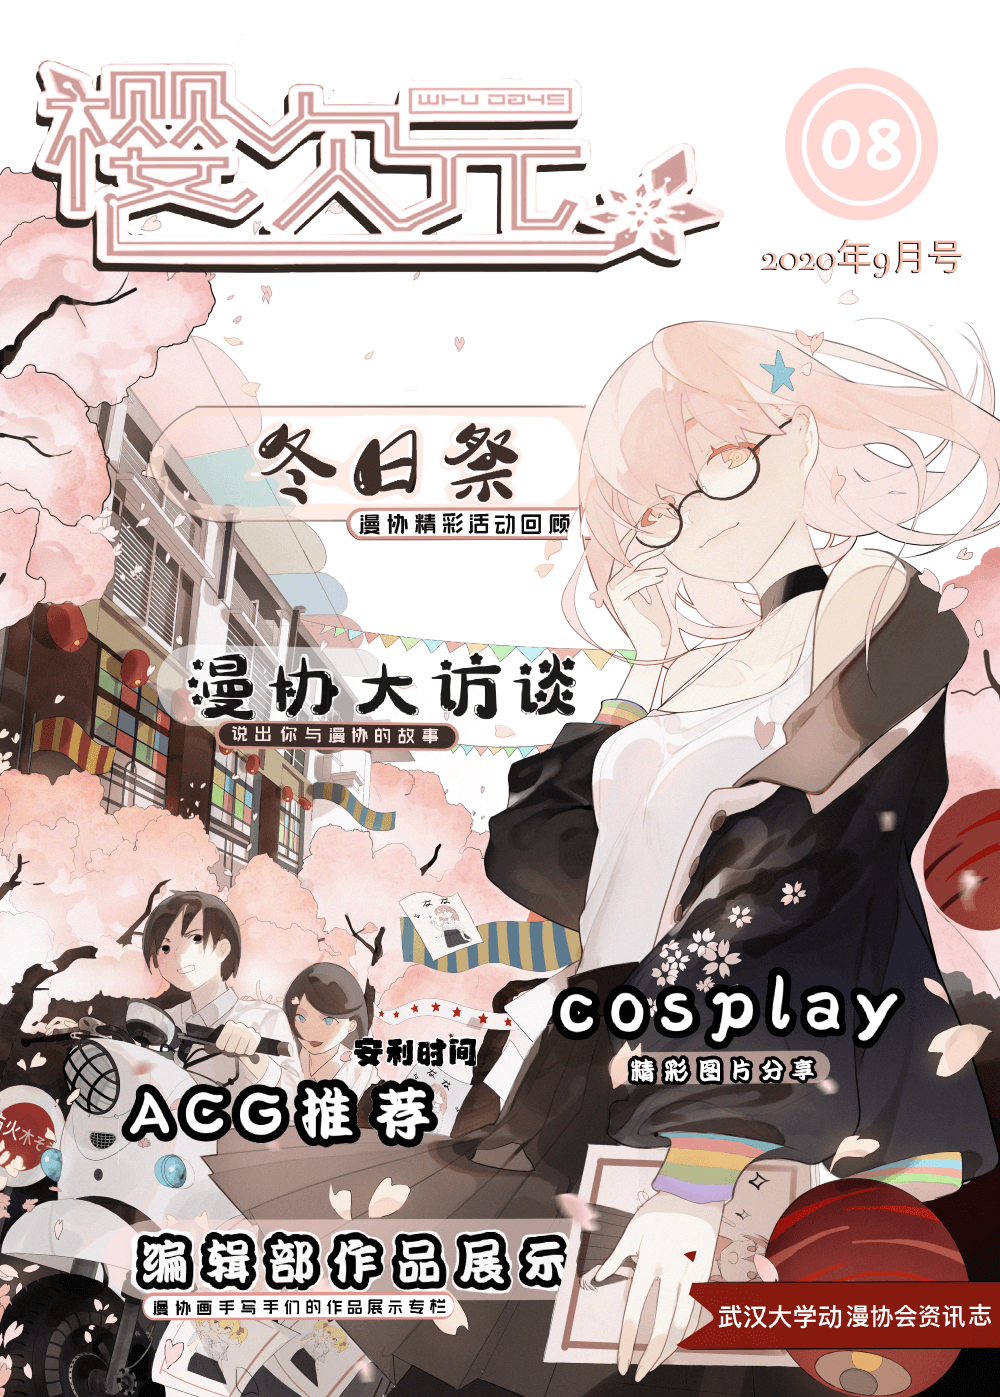 樱次元
WHU DAYS
08
2020年9月号
冬日祭
漫协精彩活动回顾
漫协大访谈
说出你与漫协的故事
なな
cosplay
精彩图片分享
安利时间
ACG推荐
火木
编辑部作品展示
漫协画手写手们的作品展示专栏
武汉大学动漫协会资讯志